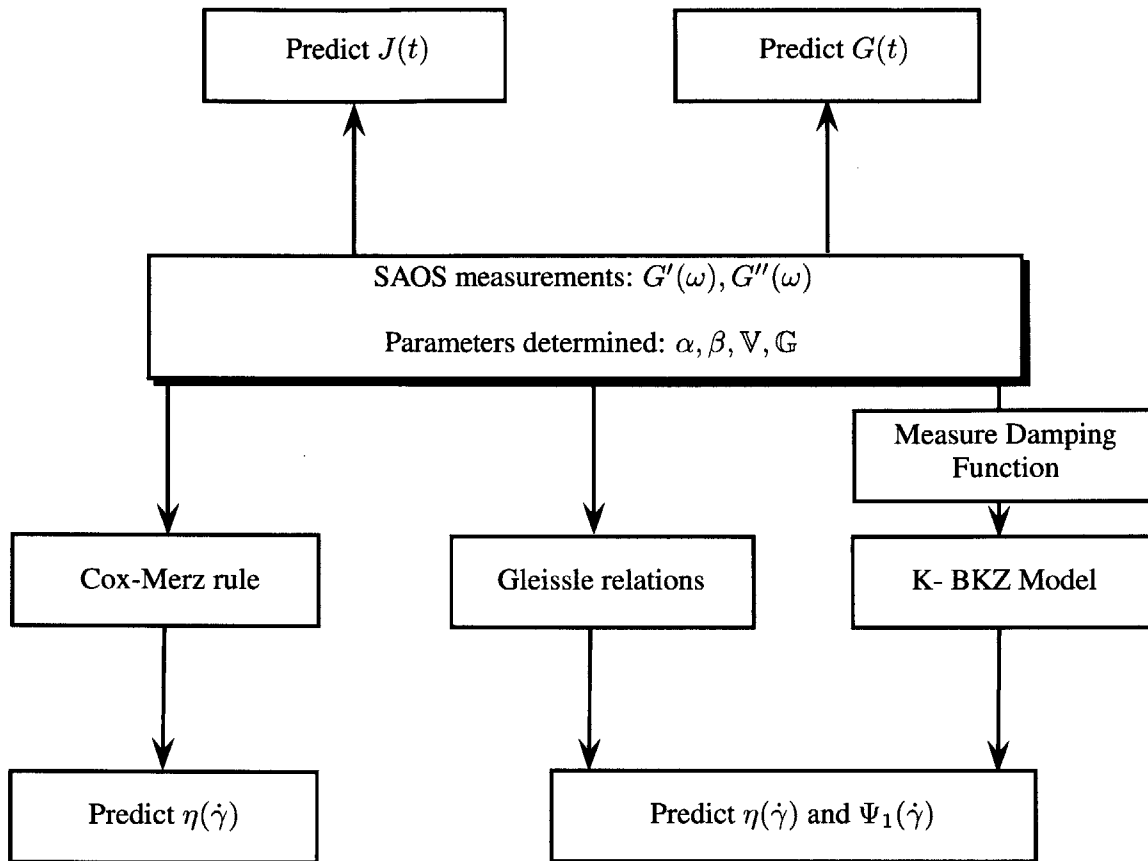 Predict J(t)
Predict G(t)
SAOS measurements: G′(ω), G″(ω)
Parameters determined: α, β, 𝕍, 𝔾
Measure Damping
Function
Cox-Merz rule
Gleissle relations
K- BKZ Model
Predict η(γ̇)
Predict η(γ̇) and Ψ₁(γ̇)